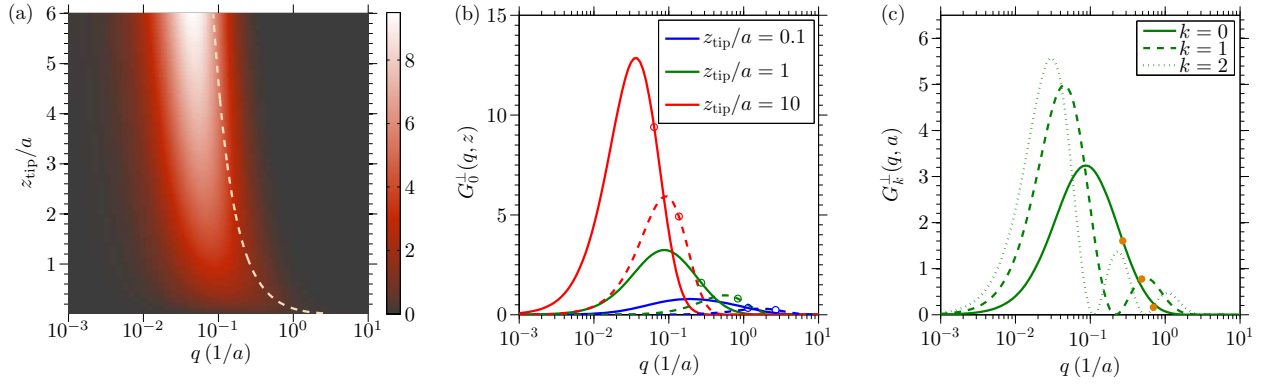 (a)
6
5
4
3
2
1
z_tip/a
10^−3 10^−2 10^−1 10^0 10^1
q (1/a)
8
6
4
2
0
(b)
15
10
5
0
G_0^⊥(q, z)
z_tip/a = 0.1
z_tip/a = 1
z_tip/a = 10
10^−3 10^−2 10^−1 10^0 10^1
q (1/a)
(c)
6
5
4
3
2
1
0
G_k^⊥(q, a)
k = 0
k = 1
k = 2
10^−3 10^−2 10^−1 10^0 10^1
q (1/a)